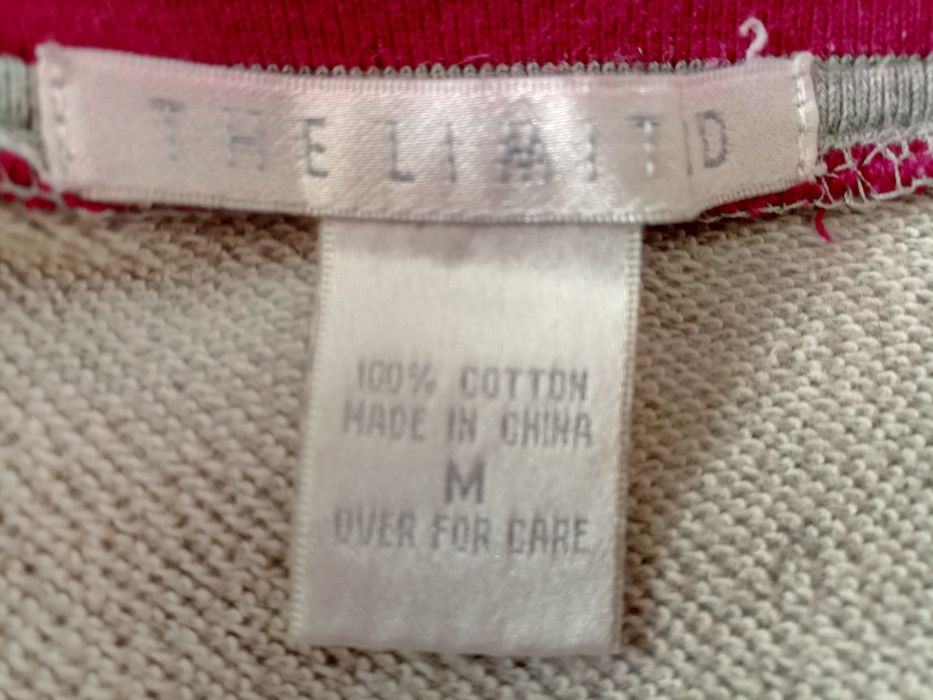 THE LIMITD
100% COTTON
MADE IN CHINA
M
OVER FOR CARE